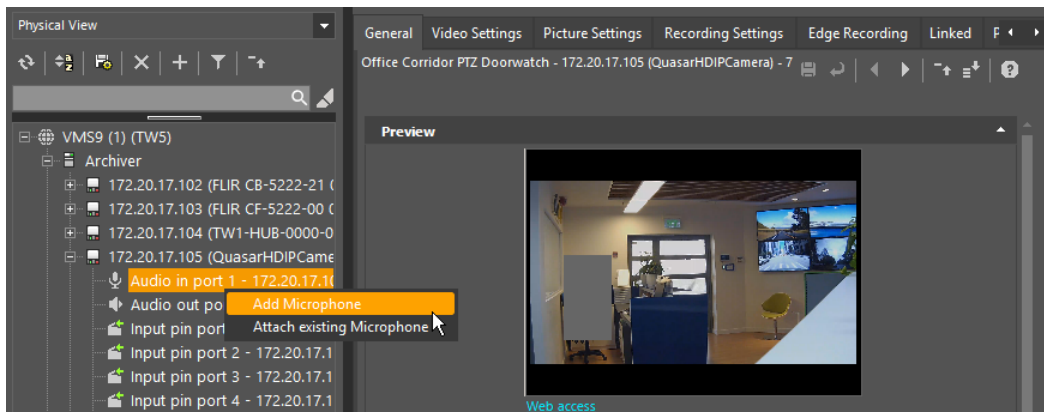 Physical View
VMS9 (1) (TW5)
Archiver
172.20.17.102 (FLIR CB-5222-21 (
172.20.17.103 (FLIR CF-5222-00 (
172.20.17.104 (TW1-HUB-0000-0
172.20.17.105 (QuasarHDIPCame
Audio in port 1 - 172.20.17.10
Audio out po
Add Microphone
Input pin port
Attach existing Microphone
Input pin port 2 - 172.20.17.1
Input pin port 3 - 172.20.17.1
Input pin port 4 - 172.20.17.1
General Video Settings Picture Settings Recording Settings Edge Recording Linked
Office Corridor PTZ Doorwatch - 172.20.17.105 (QuasarHDIPCamera) - 7
Preview
Web access